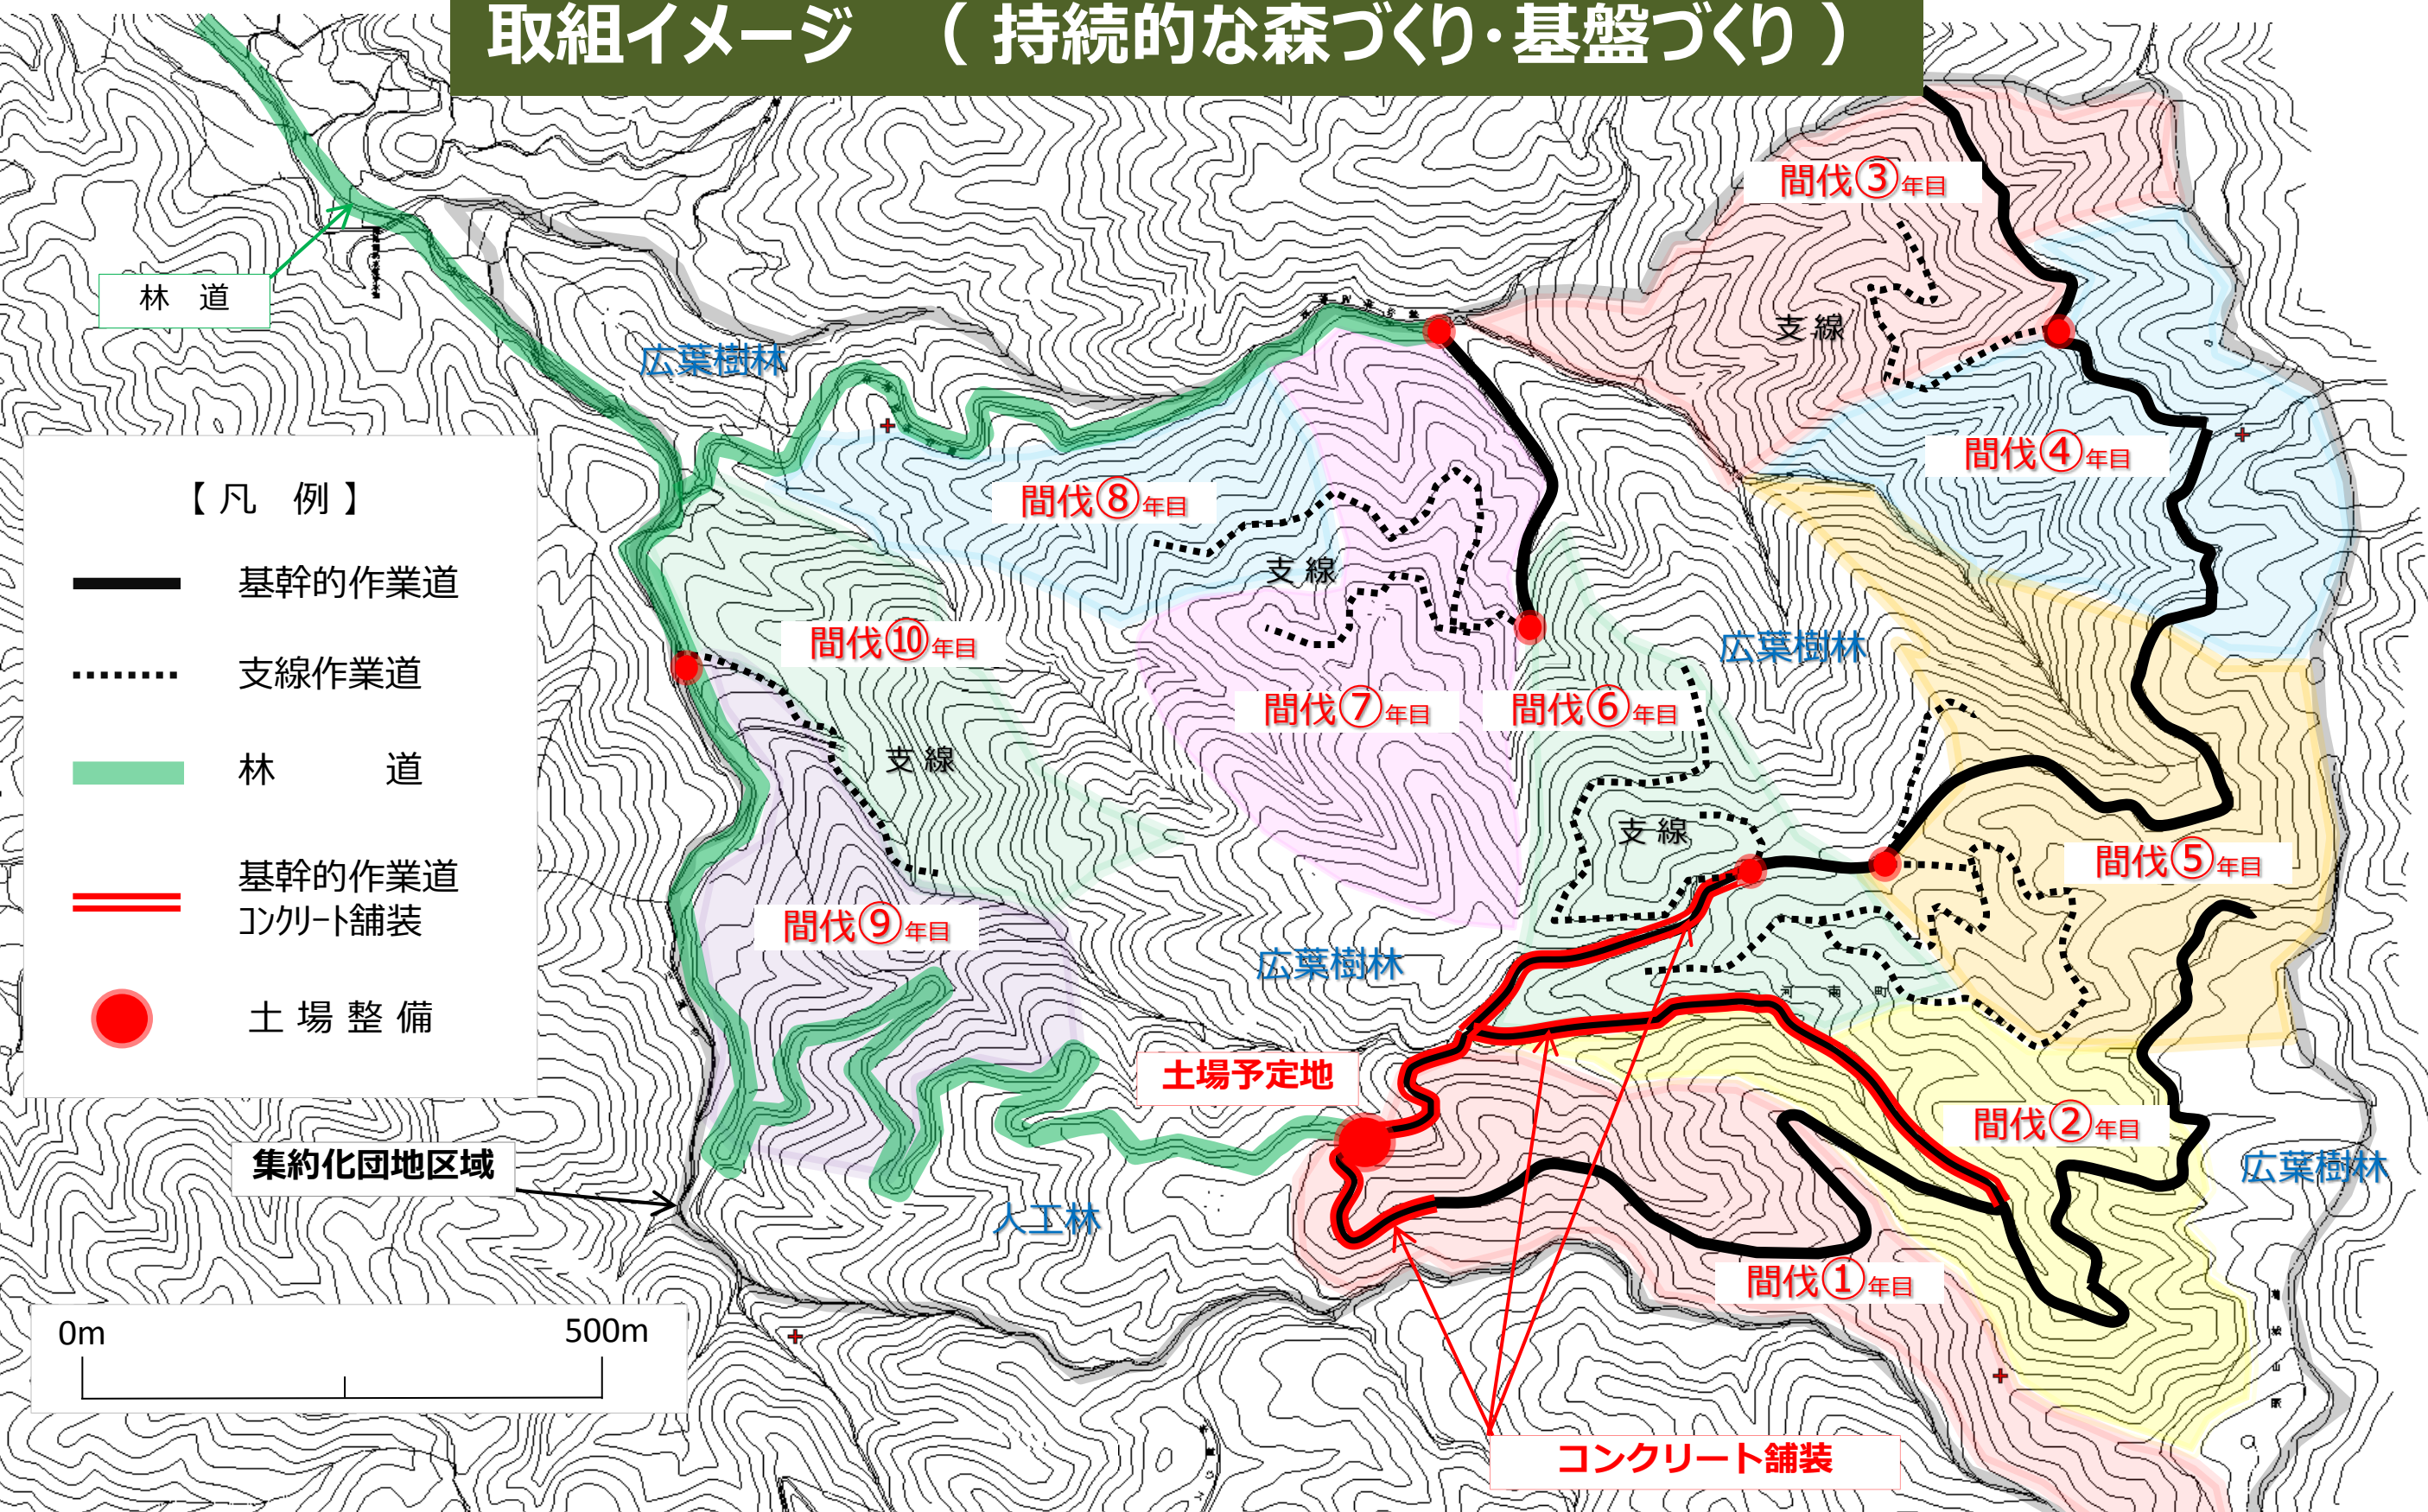 取組イメージ （ 持続的な森づくり・基盤づくり ）
間伐③年目
林 道
支 線
広葉樹林
間伐④年目
【 凡 例 】
間伐⑧年目
支 線
基幹的作業道
間伐⑩年目
広葉樹林
支線作業道
間伐⑦年目
間伐⑥年目
支 線
林 道
支 線
間伐⑤年目
基幹的作業道
コンクリート舗装
間伐⑨年目
広葉樹林
河 南 町
土 場 整 備
土場予定地
間伐②年目
集約化団地区域
広葉樹林
人工林
間伐①年目
0m 500m
コンクリート舗装